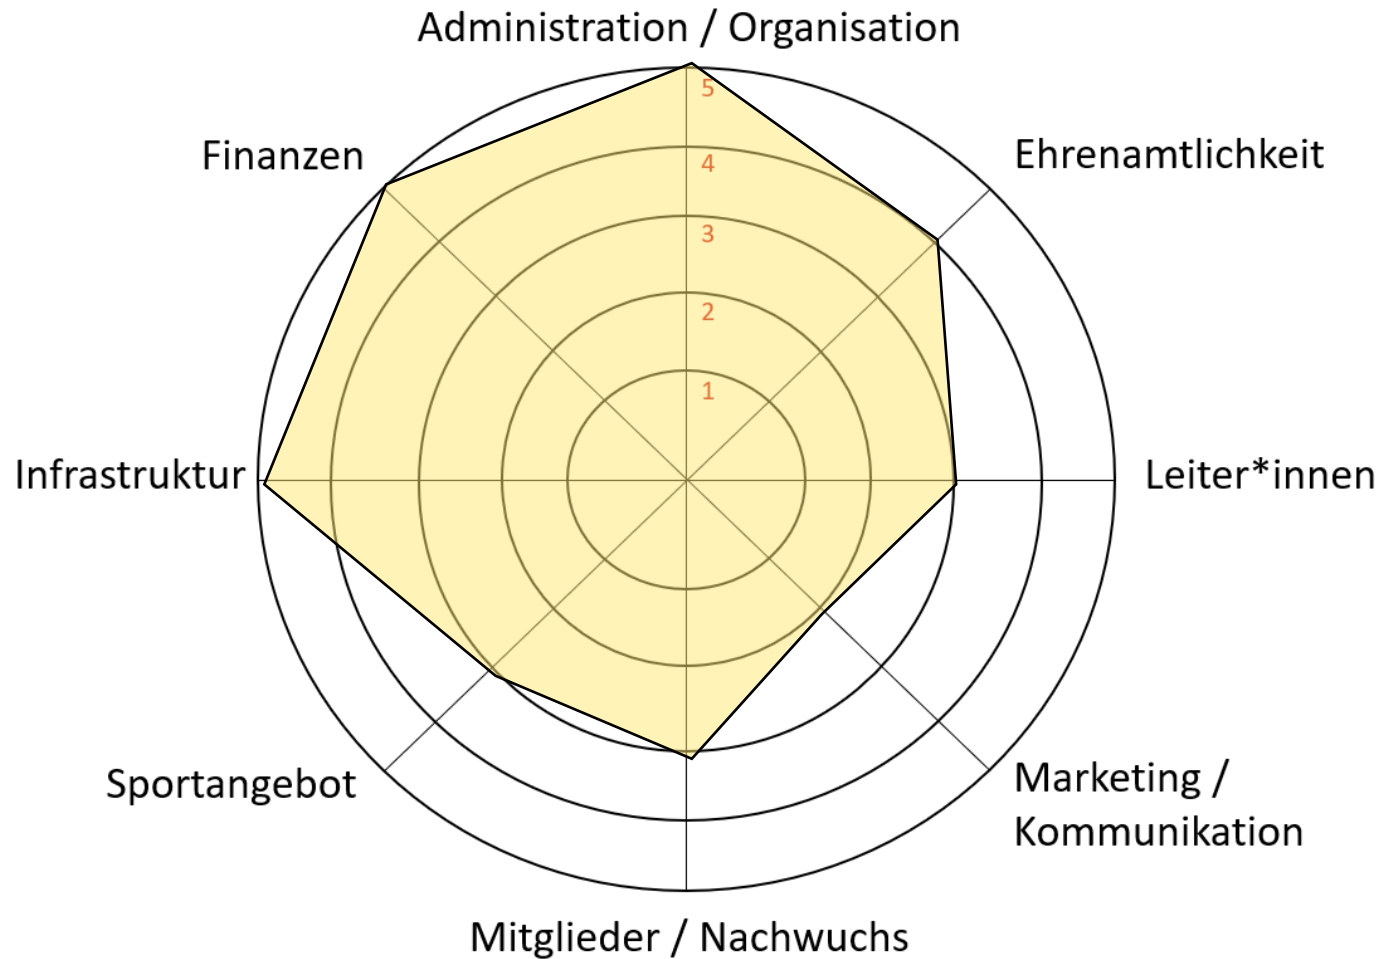 Administration / Organisation
5
Finanzen
Ehrenamtlichkeit
4
3
2
1
Infrastruktur
Leiter*innen
Sportangebot
Marketing /
Kommunikation
Mitglieder / Nachwuchs